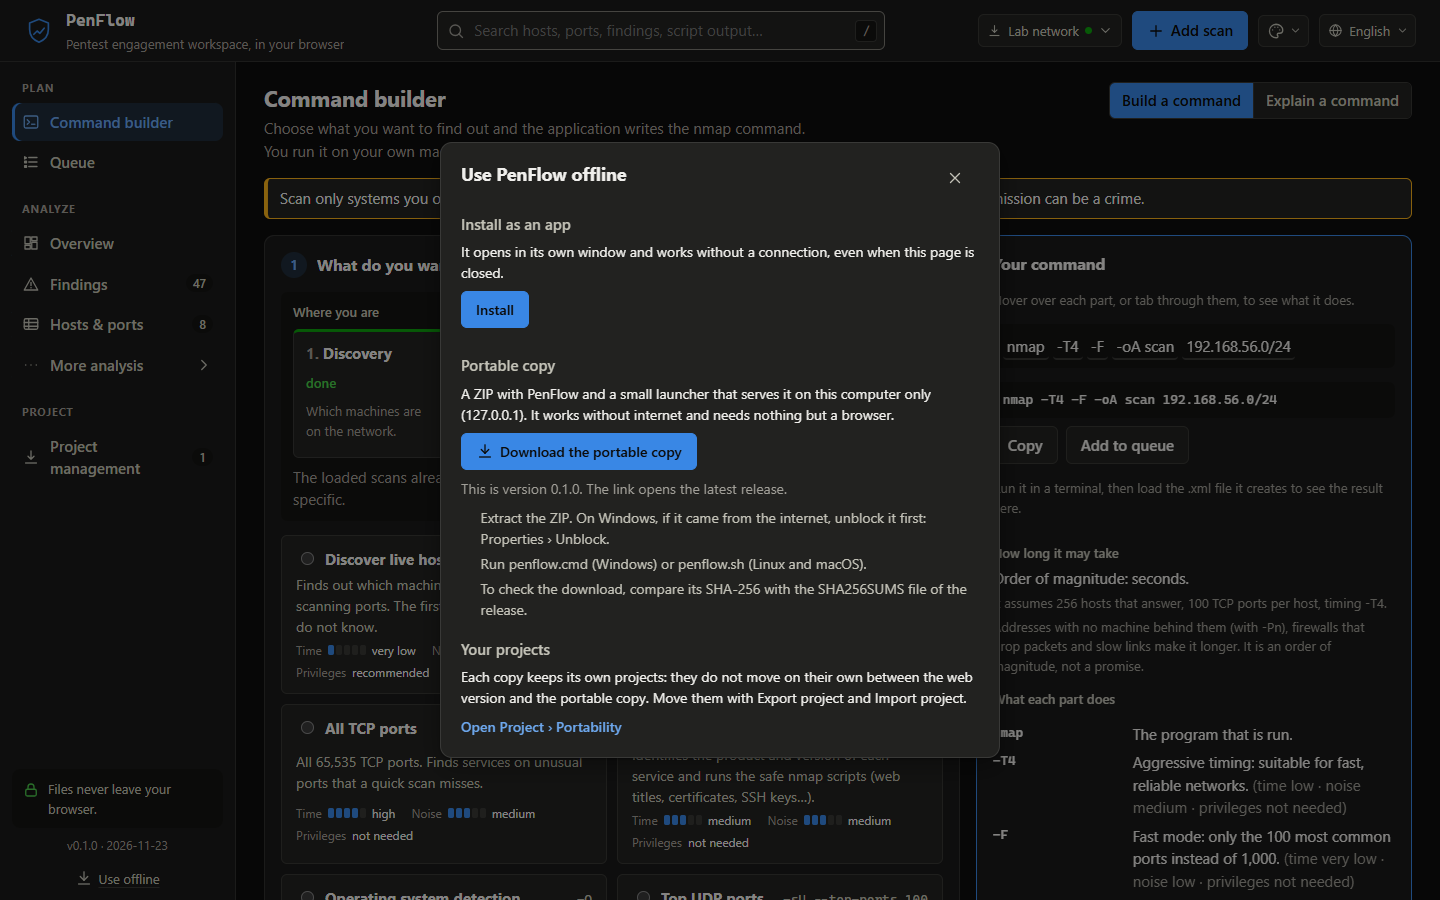 PenFlow
Pentest engagement workspace, in your browser
Search hosts, ports, findings, script output...
/
Lab network
Add scan
English
PLAN
Command builder
Queue
ANALYZE
Overview
Findings 47
Hosts & ports 8
More analysis
PROJECT
Project
management 1
Files never leave your
browser.
v0.1.0 · 2026-11-23
Use offline
Command builder
Choose what you want to find out and the application writes the nmap command.
You run it on your own ma
Build a command
Explain a command
Scan only systems you o
ission can be a crime.
1 What do you wa
Where you are
1. Discovery
done
Which machines are
on the network.
The loaded scans alrea
specific.
Discover live hos
Finds out which machin
scanning ports. The first
do not know.
Time very low N
Privileges recommended
All TCP ports
All 65,535 TCP ports. Finds services on unusual
ports that a quick scan misses.
Time high Noise medium
Privileges not needed
Operating system detection -O
service and runs the safe nmap scripts (web
titles, certificates, SSH keys...).
Time medium Noise medium
Privileges not needed
Top UDP ports -sU --top-ports 100
Use PenFlow offline
Install as an app
It opens in its own window and works without a connection, even when this page is
closed.
Install
Portable copy
A ZIP with PenFlow and a small launcher that serves it on this computer only
(127.0.0.1). It works without internet and needs nothing but a browser.
Download the portable copy
This is version 0.1.0. The link opens the latest release.
Extract the ZIP. On Windows, if it came from the internet, unblock it first:
Properties › Unblock.
Run penflow.cmd (Windows) or penflow.sh (Linux and macOS).
To check the download, compare its SHA-256 with the SHA256SUMS file of the
release.
Your projects
Each copy keeps its own projects: they do not move on their own between the web
version and the portable copy. Move them with Export project and Import project.
Open Project › Portability
Your command
over over each part, or tab through them, to see what it does.
nmap -T4 -F -oA scan 192.168.56.0/24
nmap -T4 -F -oA scan 192.168.56.0/24
Copy
Add to queue
un it in a terminal, then load the .xml file it creates to see the result
ere.
ow long it may take
Order of magnitude: seconds.
assumes 256 hosts that answer, 100 TCP ports per host, timing -T4.
ddresses with no machine behind them (with -Pn), firewalls that
rop packets and slow links make it longer. It is an order of
magnitude, not a promise.
What each part does
map The program that is run.
-T4 Aggressive timing: suitable for fast,
reliable networks. (time low · noise
medium · privileges not needed)
-F Fast mode: only the 100 most common
ports instead of 1,000. (time very low ·
noise low · privileges not needed)